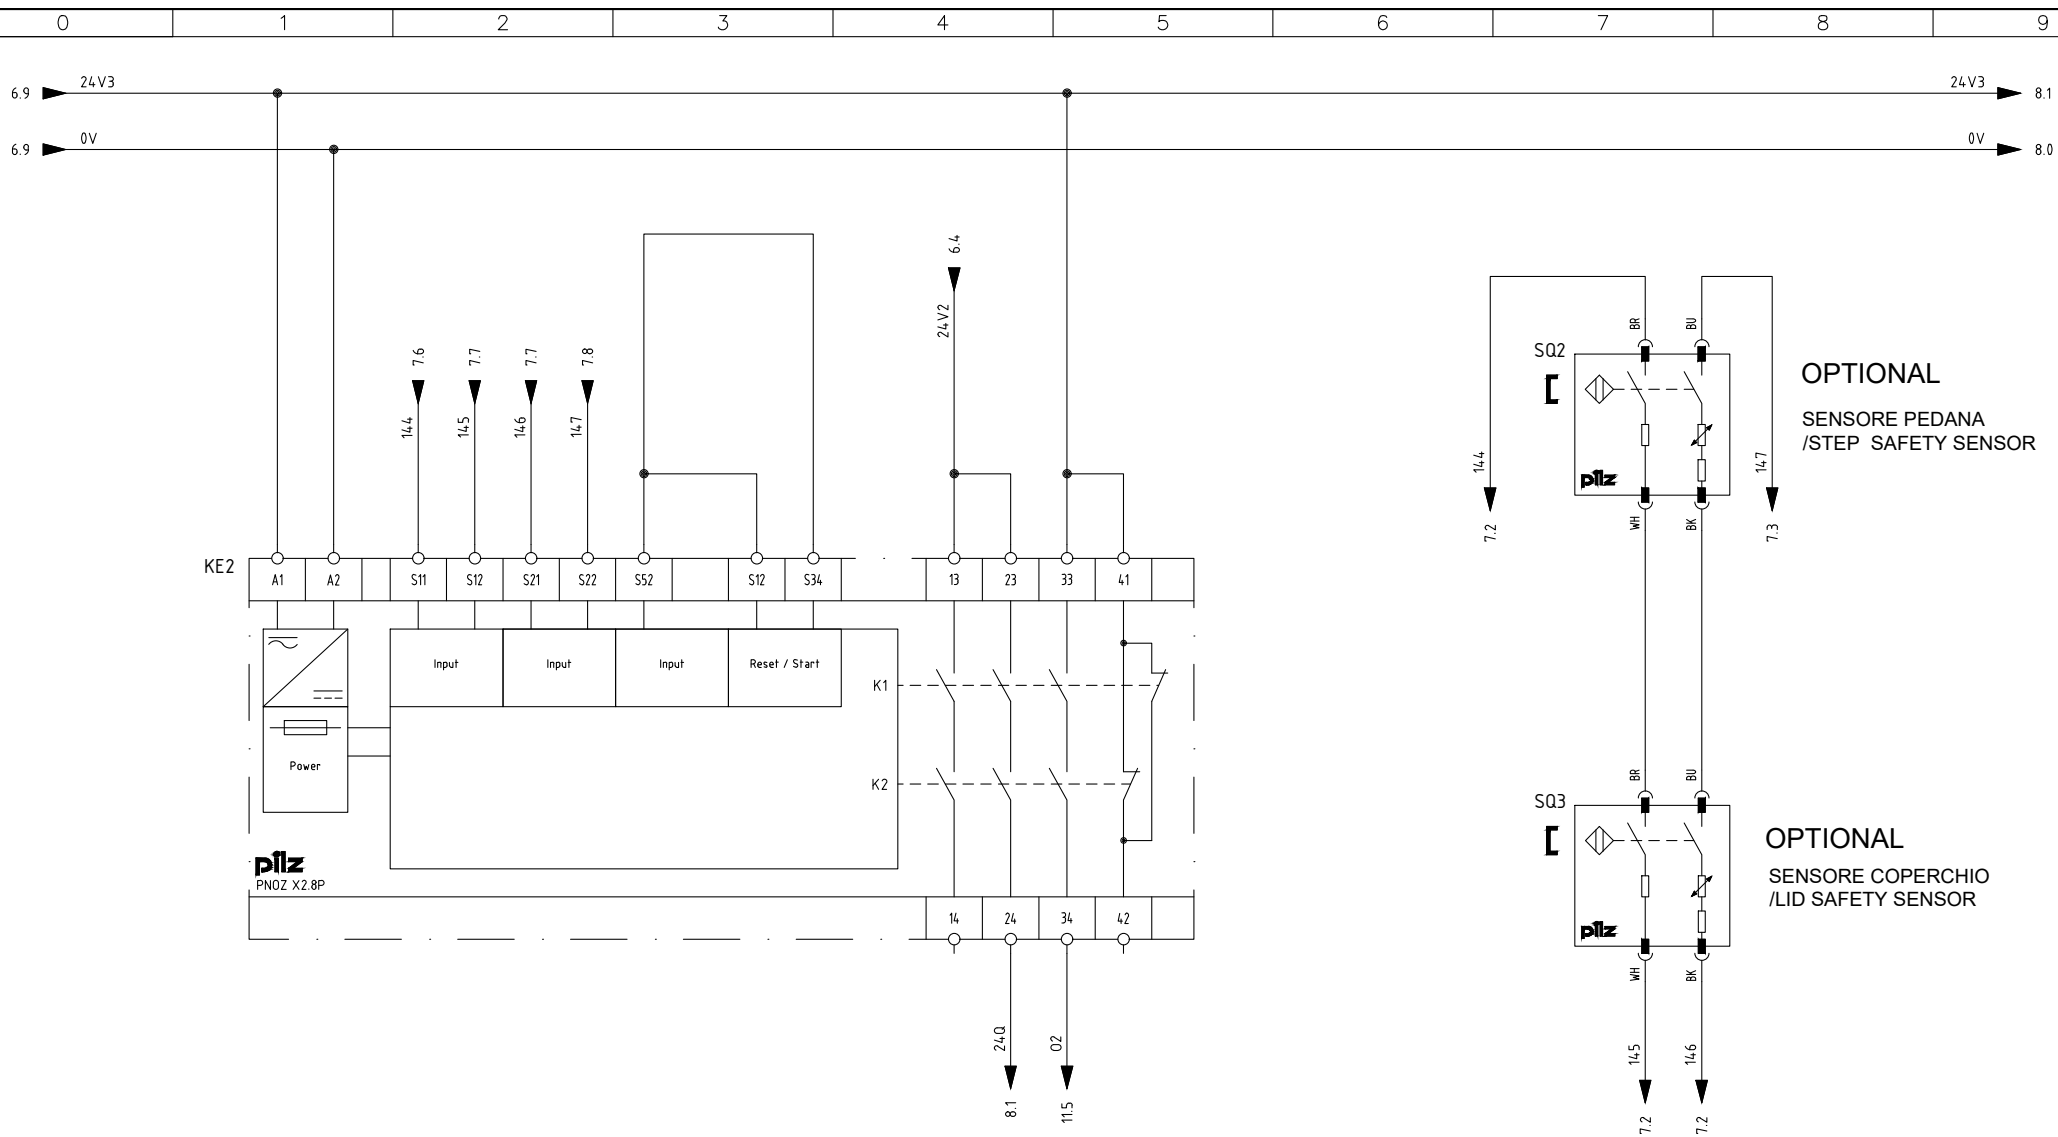 0 1 2 3 4 5 6 7 8 9
6.9 24V3 24V3 8.1
6.9 0V 0V 8.0
6.4
24V2
7.6 7.7 7.7 7.8
144 145 146 147
BR BU
SQ2
OPTIONAL
SENSORE PEDANA
/STEP SAFETY SENSOR
pilz
144 147
7.2 7.3
WH BK
KE2
A1 A2 S11 S12 S21 S22 S52 S12 S34 13 23 33 41
Input Input Input Reset / Start
K1
Power
K2
BR BU
SQ3
OPTIONAL
SENSORE COPERCHIO
/LID SAFETY SENSOR
pilz
pilz
PNOZ X2.8P
14 24 34 42
WH BK
24Q O2
8.1 11.5
145 146
7.2 7.2